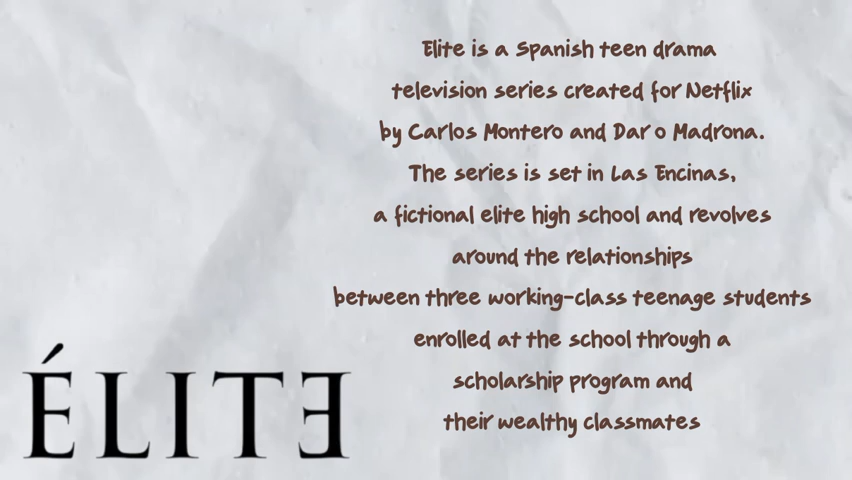 Elite is a Spanish teen drama
television series created for Netflix
by Carlos Montero and Dar o Madrona.
The series is set in Las Encinas,
a fictional elite high school and revolves
around the relationships
between three working-class teenage students
enrolled at the school through a
scholarship program and
their wealthy classmates
ÉLITE